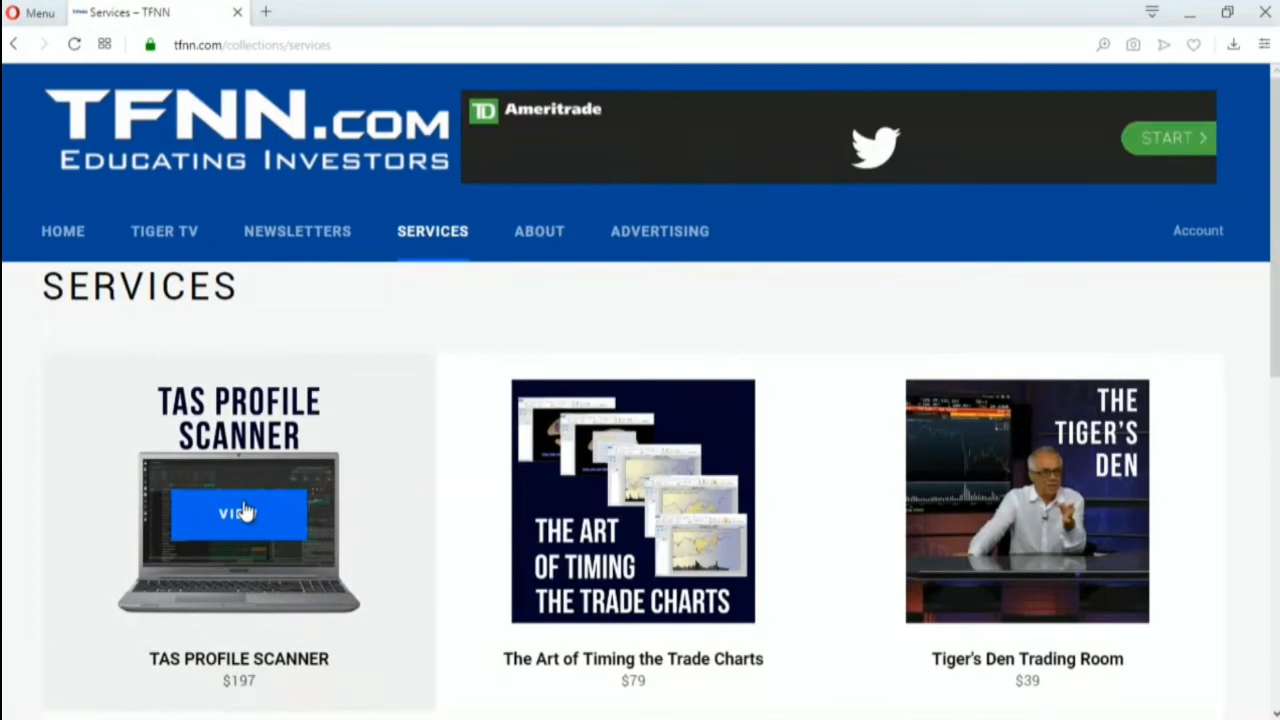 Menu
Services – TFNN
tfnn.com/collections/services
TFNN.COM
EDUCATING INVESTORS
TD Ameritrade
START >
HOME
TIGER TV
NEWSLETTERS
SERVICES
ABOUT
ADVERTISING
Account
SERVICES
TAS PROFILE
SCANNER
TAS PROFILE SCANNER
$197
THE ART
OF TIMING
THE TRADE CHARTS
The Art of Timing the Trade Charts
$79
THE
TIGER'S
DEN
Tiger's Den Trading Room
$39